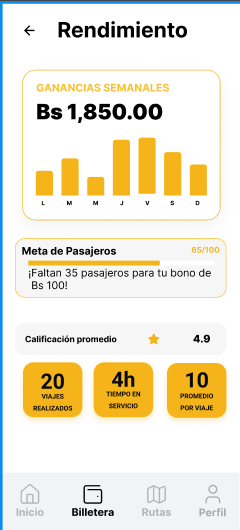 Rendimiento
GANANCIAS SEMANALES
Bs 1,850.00
L M M J V S D
Meta de Pasajeros 65/100
¡Faltan 35 pasajeros para tu bono de
Bs 100!
Calificación promedio 4.9
20 4h 10
VIAJES TIEMPO EN PROMEDIO
REALIZADOS SERVICIO POR VIAJE
Inicio Billetera Rutas Perfil